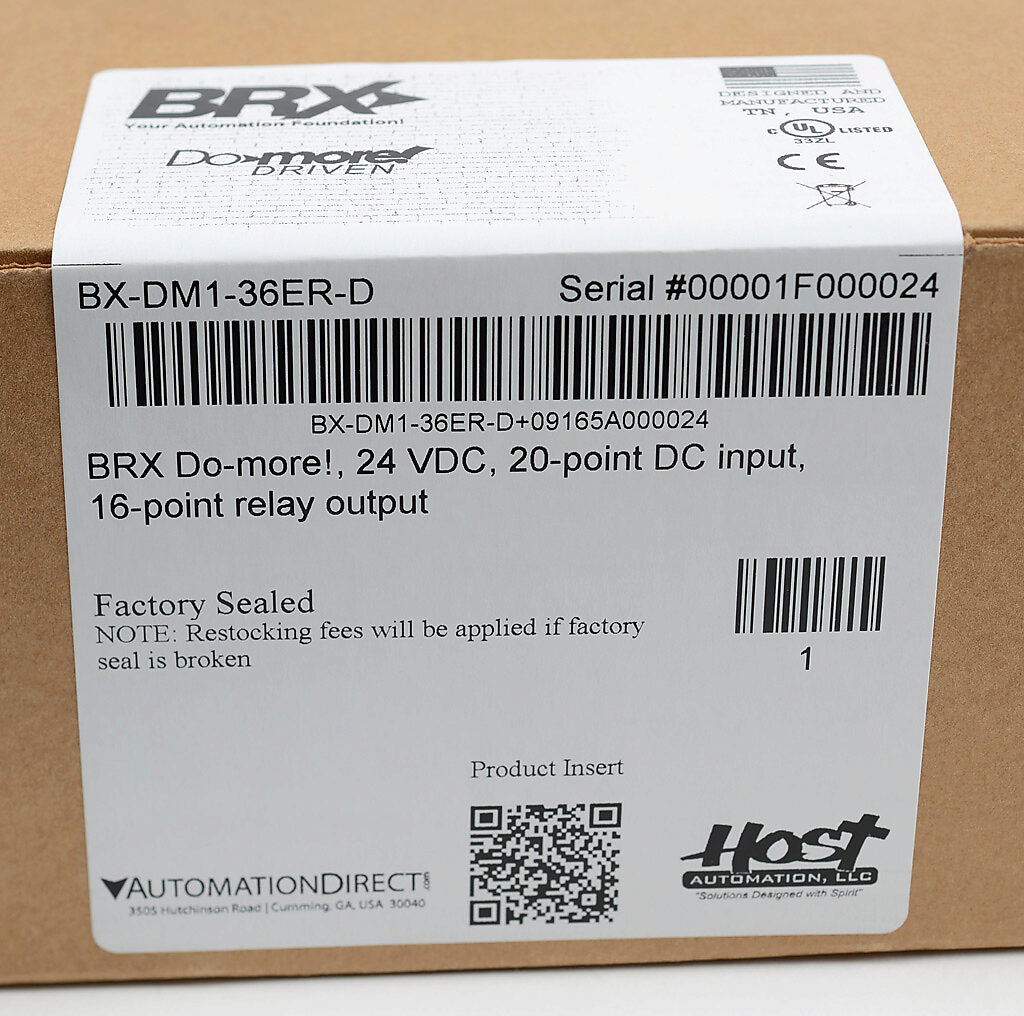 BRX
Your Automation Foundation!
Do-more!
DRIVEN
DESIGNED AND
MANUFACTURED
TN, USA
C UL LISTED
33ZL
CE
BX-DM1-36ER-D
Serial #00001F000024
BX-DM1-36ER-D+09165A000024
BRX Do-more!, 24 VDC, 20-point DC input,
16-point relay output
Factory Sealed
NOTE: Restocking fees will be applied if factory
seal is broken
1
Product Insert
AUTOMATIONDIRECT.com
3505 Hutchinson Road | Cumming, GA, USA 30040
HOST
AUTOMATION, LLC
"Solutions Designed with Spirit"